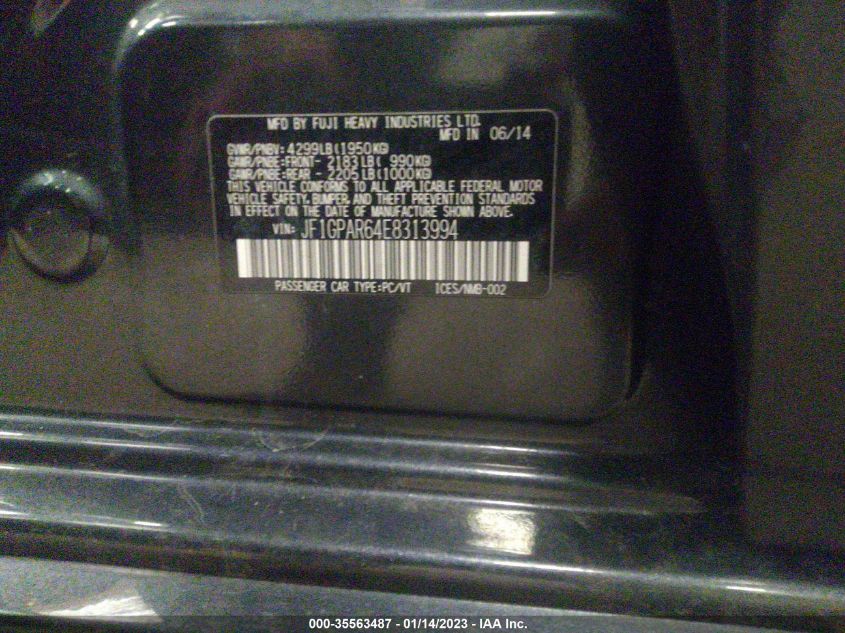 MFD BY FUJI HEAVY INDUSTRIES LTD.
MFD IN 06/14
GVWR/PNBV: 4299LB(1950KG)
GAWR/PNBE:FRONT- 2183LB( 990KG)
GAWR/PNBE:REAR - 2205LB(1000KG)
THIS VEHICLE CONFORMS TO ALL APPLICABLE FEDERAL MOTOR
VEHICLE SAFETY, BUMPER, AND THEFT PREVENTION STANDARDS
IN EFFECT ON THE DATE OF MANUFACTURE SHOWN ABOVE.
VIN: JF1GPAR64E8313994
PASSENGER CAR TYPE:PC/VT ICES/NMB-002
000-35563487 - 01/14/2023 - IAA Inc.